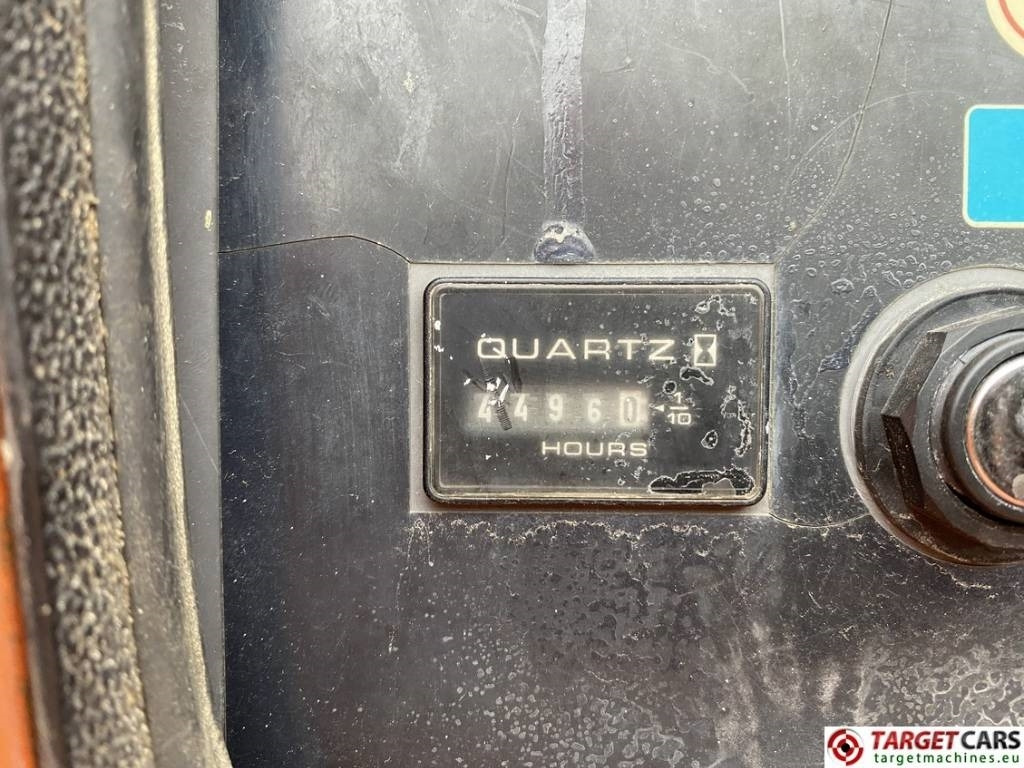 QUARTZ
44960 1/10
HOURS
TARGETCARS
targetmachines.eu